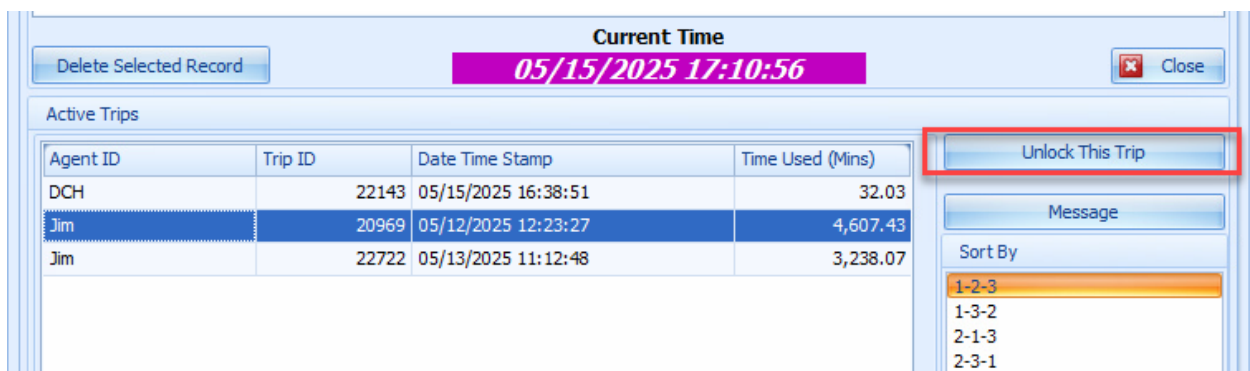 Current Time
Delete Selected Record 05/15/2025 17:10:56 Close
Active Trips
Agent ID Trip ID Date Time Stamp Time Used (Mins) Unlock This Trip
DCH 22143 05/15/2025 16:38:51 32.03
Jim 20969 05/12/2025 12:23:27 4,607.43 Message
Jim 22722 05/13/2025 11:12:48 3,238.07 Sort By
1-2-3
1-3-2
2-1-3
2-3-1